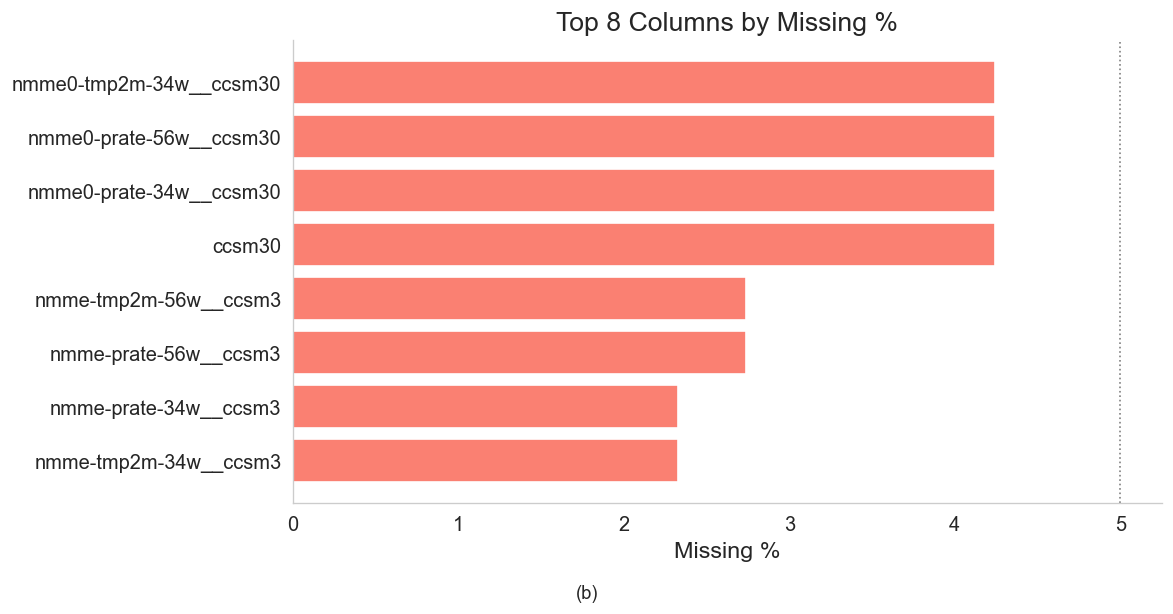 Top 8 Columns by Missing %
nmme0-tmp2m-34w__ccsm30
nmme0-prate-56w__ccsm30
nmme0-prate-34w__ccsm30
ccsm30
nmme-tmp2m-56w__ccsm3
nmme-prate-56w__ccsm3
nmme-prate-34w__ccsm3
nmme-tmp2m-34w__ccsm3
0 1 2 3 4 5
Missing %
(b)